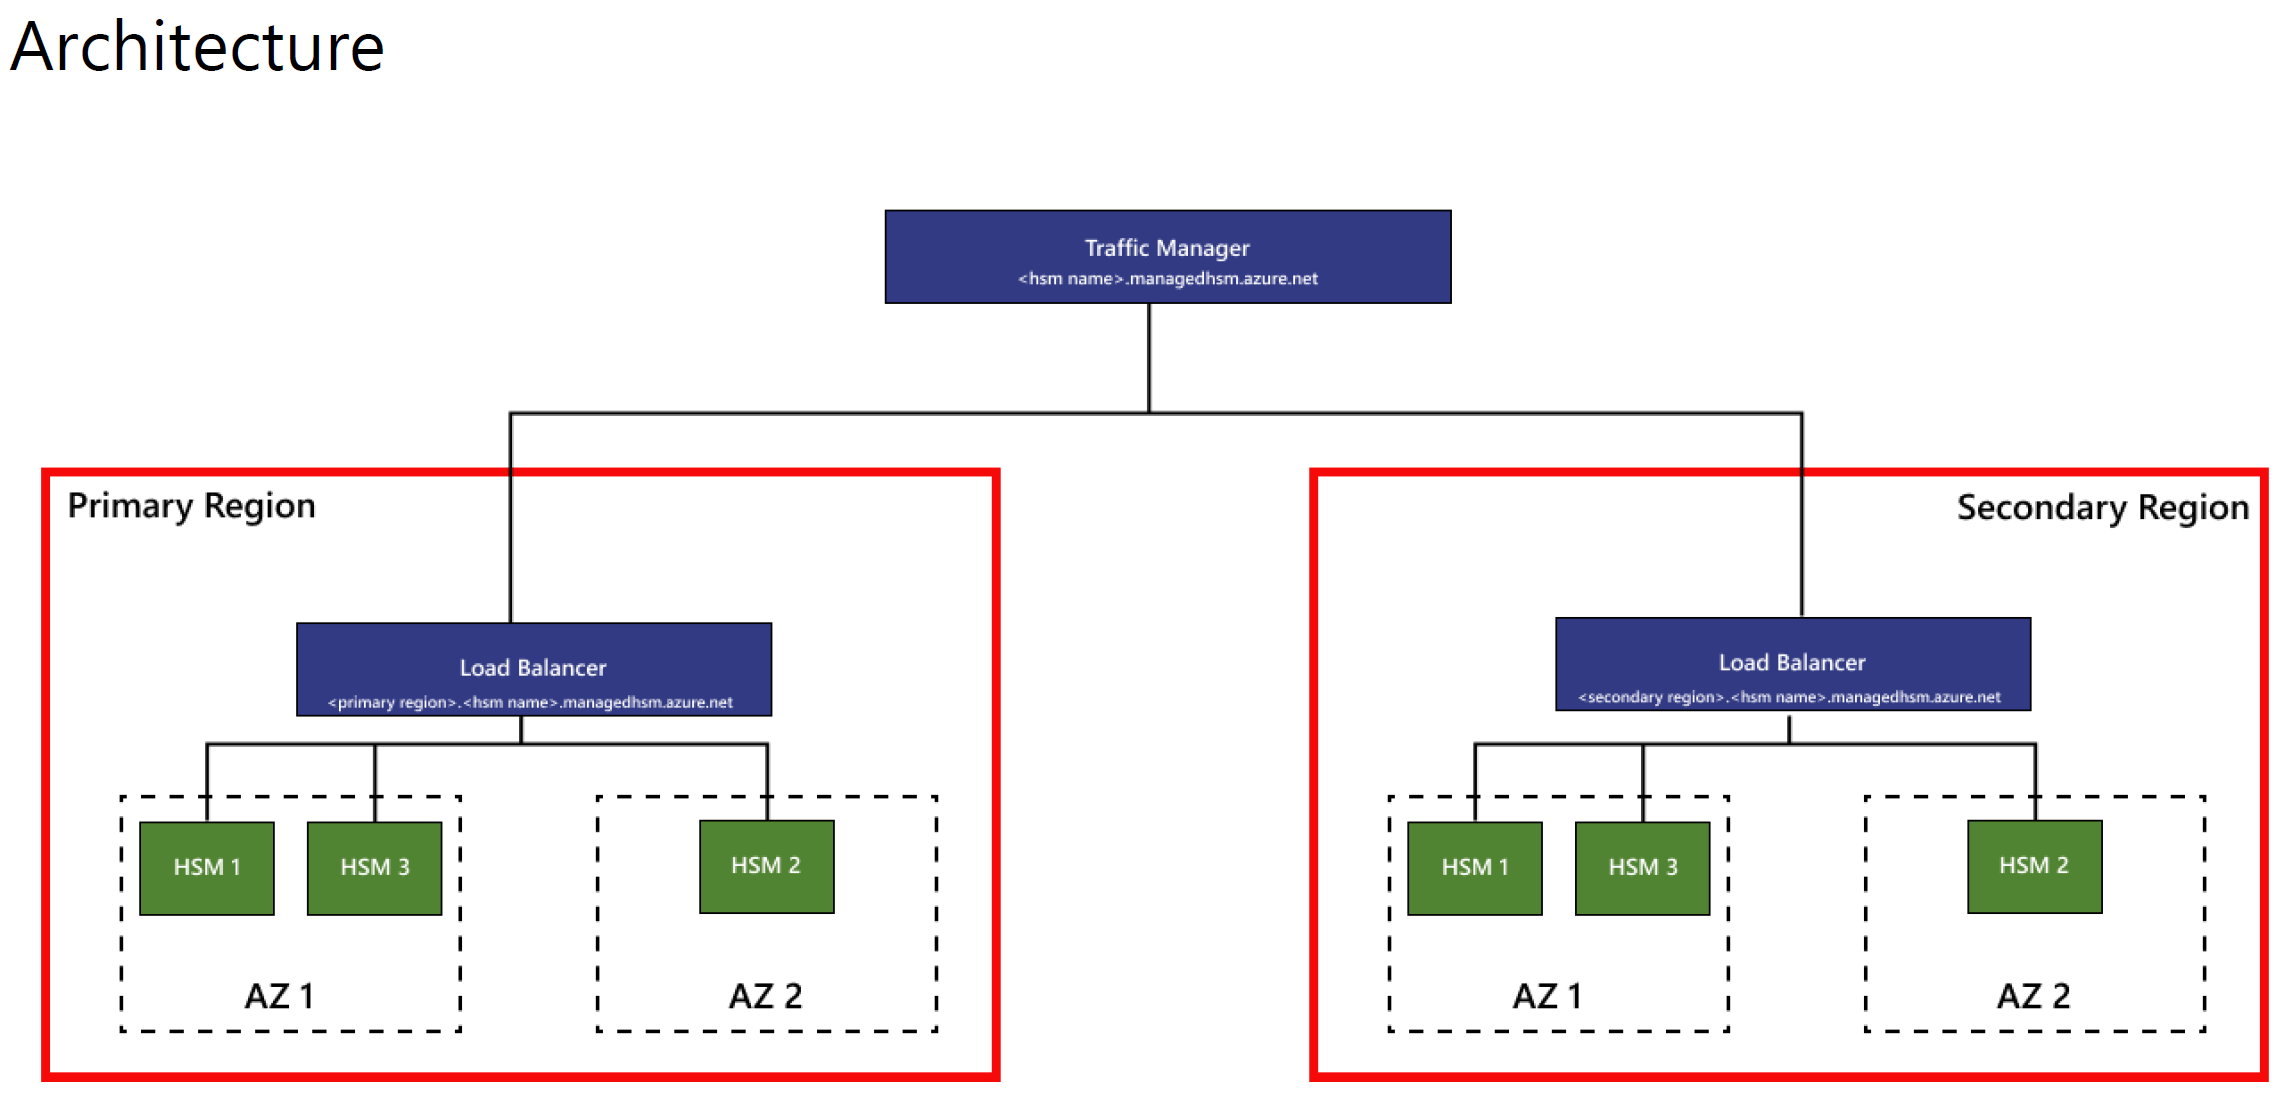 Architecture
Traffic Manager
<hsm name>.managedhsm.azure.net
Primary Region
Secondary Region
Load Balancer
<primary region>.<hsm name>.managedhsm.azure.net
Load Balancer
<secondary region>.<hsm name>.managedhsm.azure.net
HSM 1
HSM 3
HSM 2
HSM 1
HSM 3
HSM 2
AZ 1
AZ 2
AZ 1
AZ 2